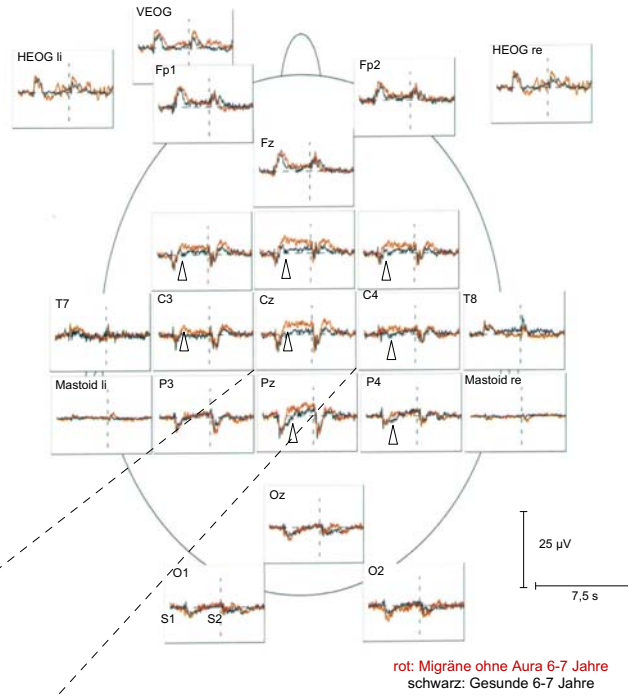 VEOG
HEOG li
HEOG re
Fp1
Fp2
Fz
T7
C3
Cz
C4
T8
Mastoid li
P3
Pz
P4
Mastoid re
Oz
25 µV
7,5 s
O1
O2
S1
S2
rot: Migräne ohne Aura 6-7 Jahre
schwarz: Gesunde 6-7 Jahre